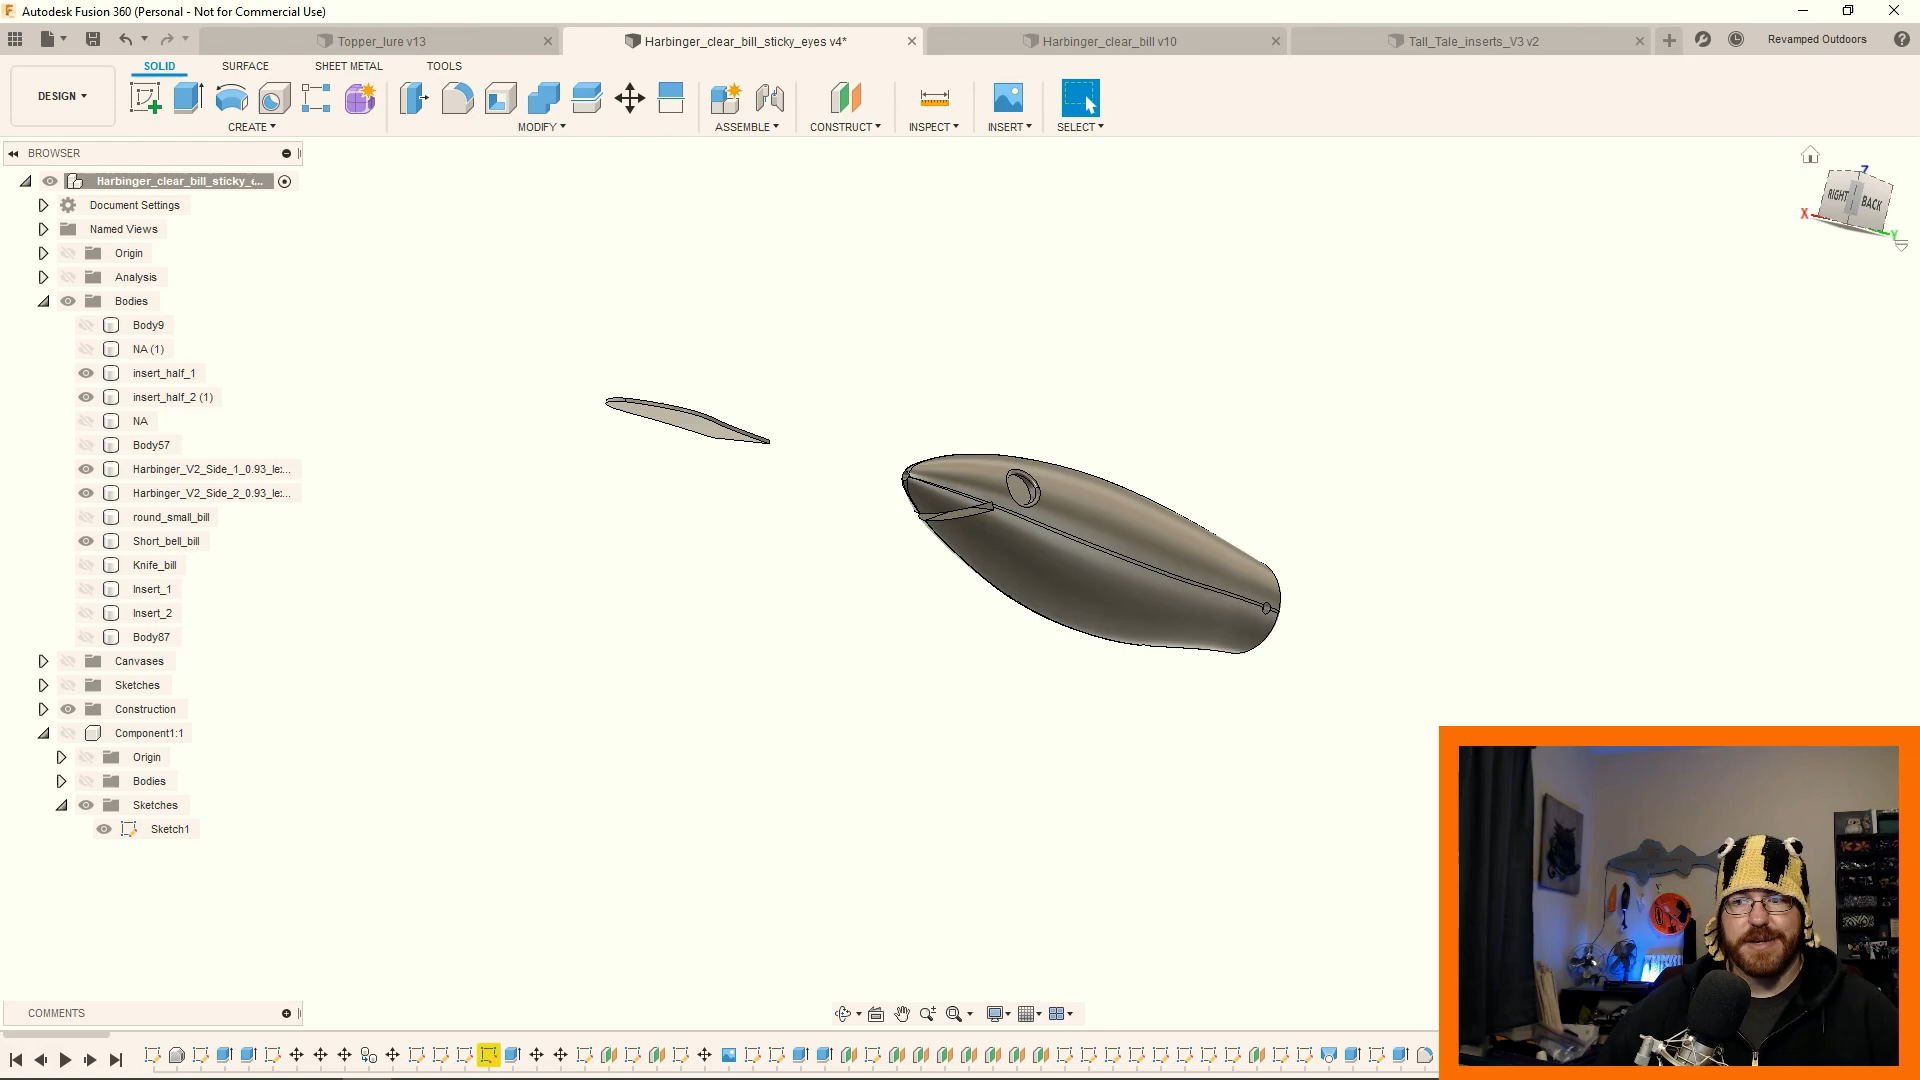 Autodesk Fusion 360 (Personal - Not for Commercial Use)
Topper_lure v13
Harbinger_clear_bill_sticky_eyes v4*
Harbinger_clear_bill v10
Tall_Tale_inserts_V3 v2
Revamped Outdoors
SOLID
SURFACE
SHEET METAL
TOOLS
DESIGN
CREATE
MODIFY
ASSEMBLE
CONSTRUCT
INSPECT
INSERT
SELECT
BROWSER
Harbinger_clear_bill_sticky_e...
Document Settings
Named Views
Origin
Analysis
Bodies
Body9
NA (1)
insert_half_1
insert_half_2 (1)
NA
Body57
Harbinger_V2_Side_1_0.93_le:...
Harbinger_V2_Side_2_0.93_le:...
round_small_bill
Short_bell_bill
Knife_bill
Insert_1
Insert_2
Body87
Canvases
Sketches
Construction
Component1:1
Origin
Bodies
Sketches
Sketch1
Z
RIGHT
BACK
X
Y
COMMENTS